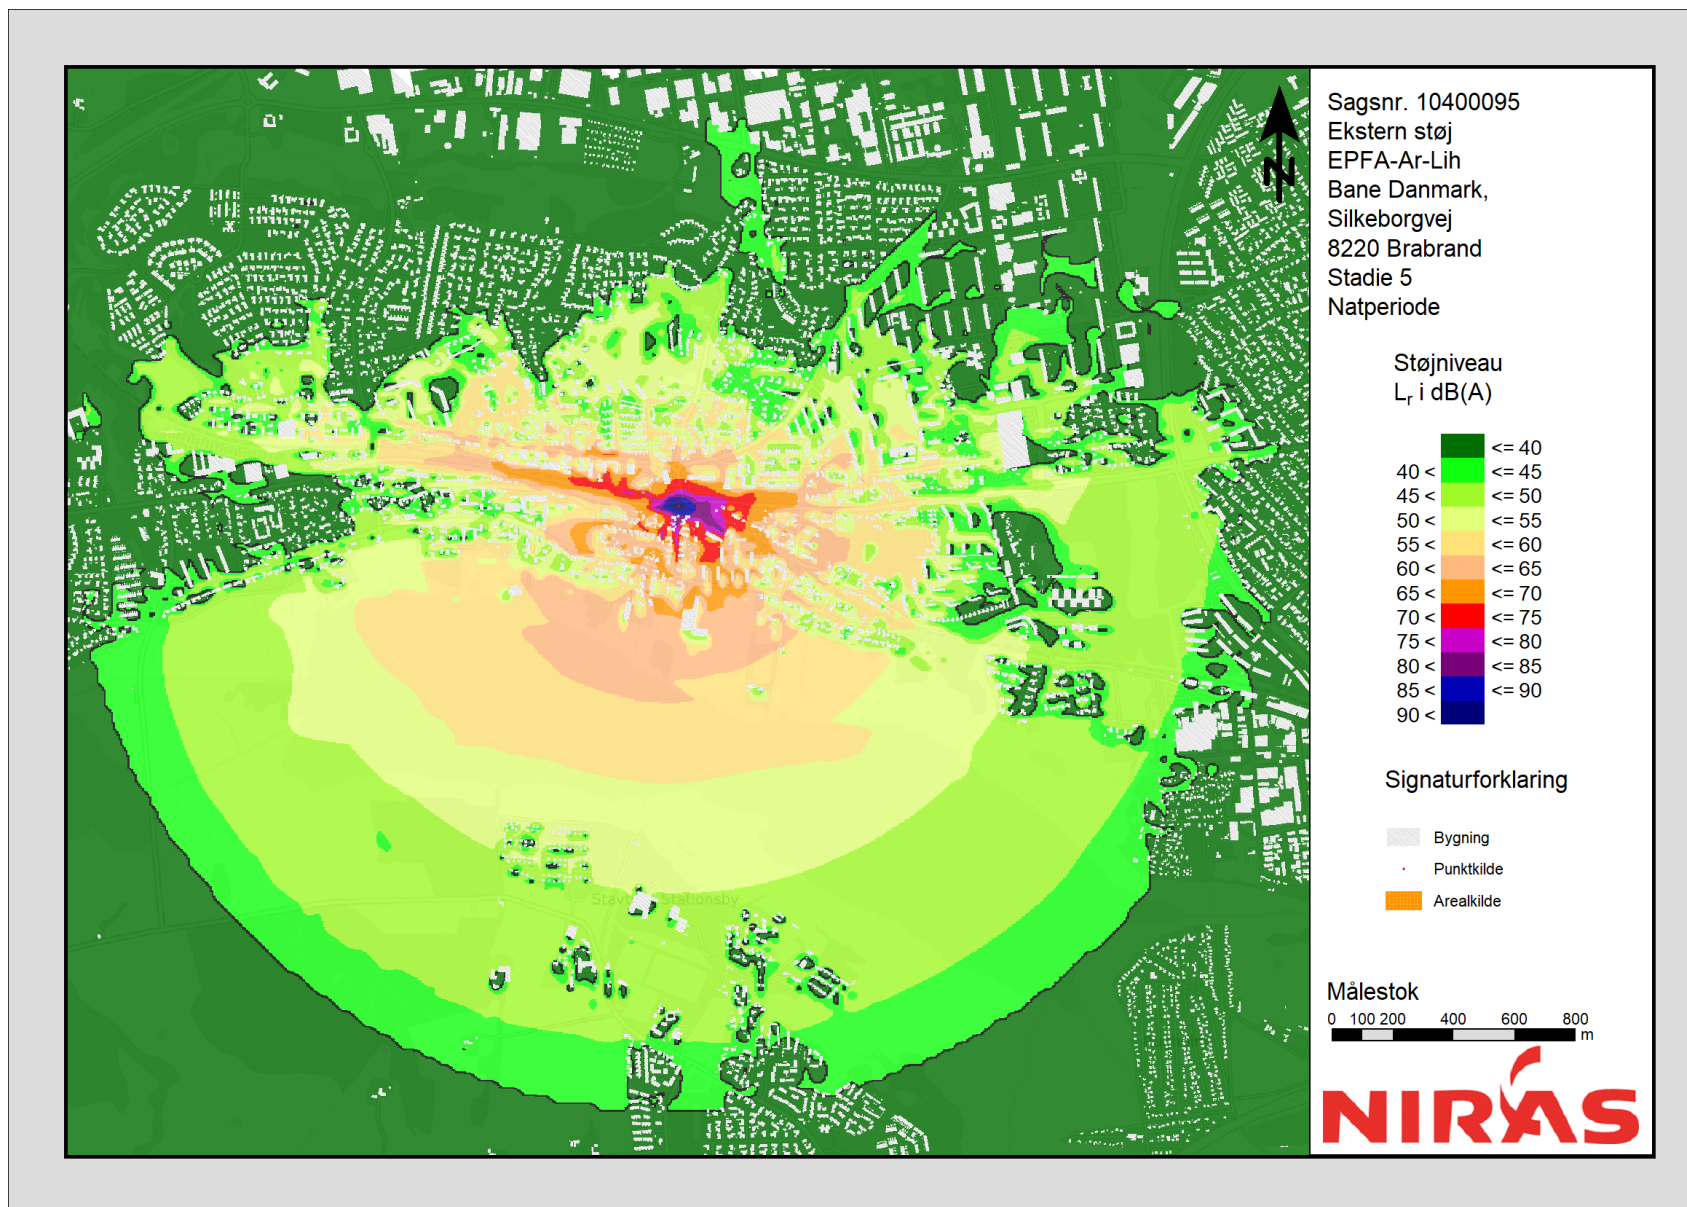 N
Sagsnr. 10400095
Ekstern støj
EPFA-Ar-Lih
Bane Danmark,
Silkeborgvej
8220 Brabrand
Stadie 5
Natperiode
Støjniveau
Lr i dB(A)
<= 40
40 < <= 45
45 < <= 50
50 < <= 55
55 < <= 60
60 < <= 65
65 < <= 70
70 < <= 75
75 < <= 80
80 < <= 85
85 < <= 90
90 <
Signaturforklaring
Bygning
Punktkilde
Arealkilde
Målestok
0 100 200 400 600 800
m
NIRAS
Stationsby